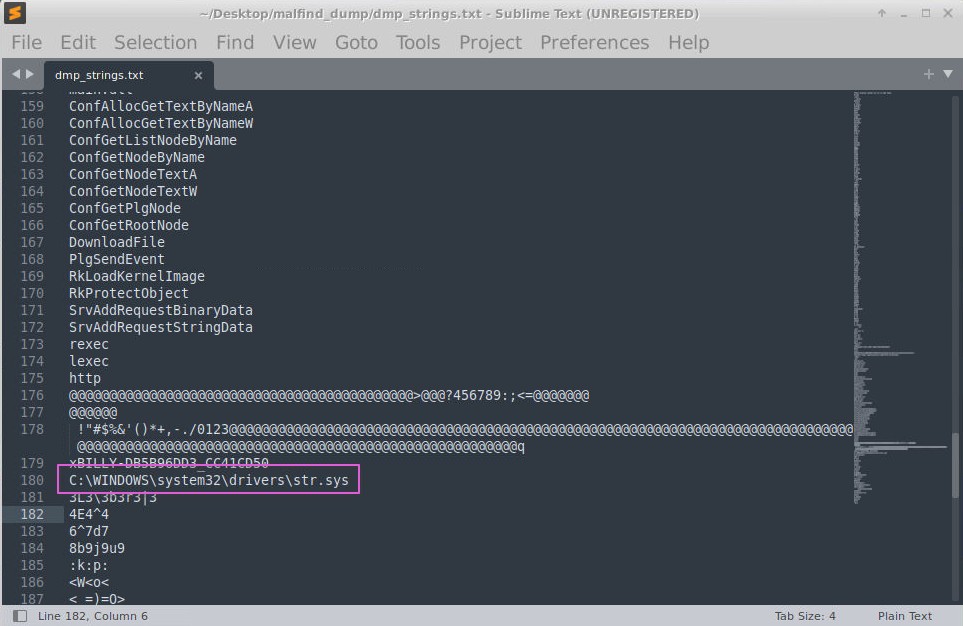 ~/Desktop/malfind_dump/dmp_strings.txt - Sublime Text (UNREGISTERED)
File Edit Selection Find View Goto Tools Project Preferences Help
dmp_strings.txt
159 ConfAllocGetTextByNameA
160 ConfAllocGetTextByNameW
161 ConfGetListNodeByName
162 ConfGetNodeByName
163 ConfGetNodeTextA
164 ConfGetNodeTextW
165 ConfGetPlgNode
166 ConfGetRootNode
167 DownloadFile
168 PlgSendEvent
169 RkLoadKernelImage
170 RkProtectObject
171 SrvAddRequestBinaryData
172 SrvAddRequestStringData
173 rexec
174 lexec
175 http
176 @@@@@@@@@@@@@@@@@@@@@@@@@@@@@@@@@@@@@@@@@@@>@@@?456789:;<=@@@@@@@
177 @@@@@@
178 !"#$%&'()*+,-./0123@@@@@@@@@@@@@@@@@@@@@@@@@@@@@@@@@@@@@@@@@@@@@@@@@@@@@@@@@@@@@@@@@@@@@@@@@@@@@@
@@@@@@@@@@@@@@@@@@@@@@@@@@@@@@@@@@@@@@@@@@@@@@@@@@@@@@@q
179 xBILLY-DB5B96DD3_CC41CD50
180 C:\WINDOWS\system32\drivers\str.sys
181 3L3\3b3r3|3
182 4E4^4
183 6^7d7
184 8b9j9u9
185 :k:p:
186 <W<o<
187 < =)=O>
Line 182, Column 6
Tab Size: 4
Plain Text